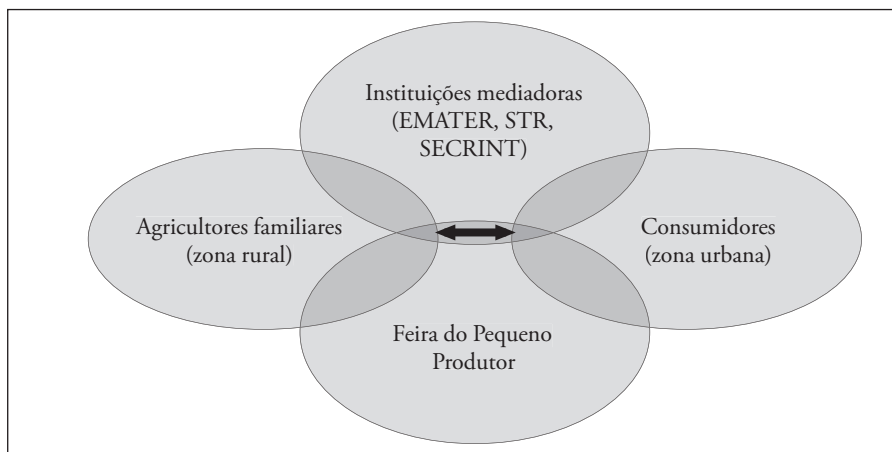 Instituições mediadoras
(EMATER, STR,
SECRINT)
Agricultores familiares
(zona rural)
Consumidores
(zona urbana)
Feira do Pequeno
Produtor